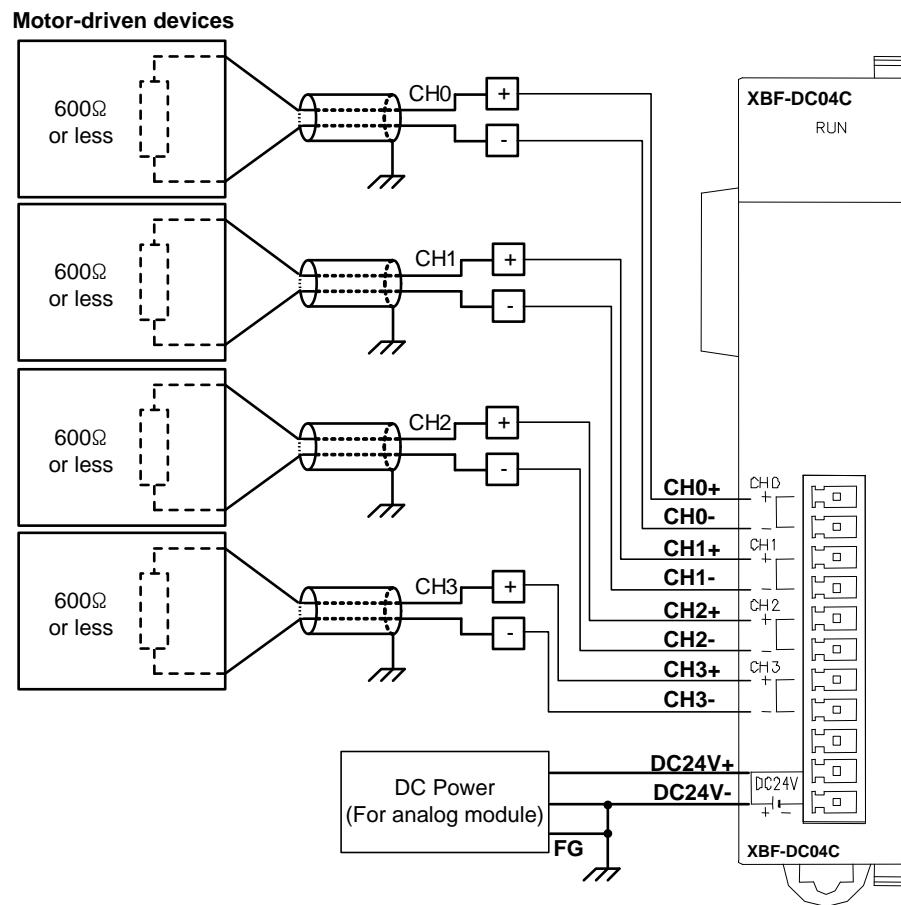 Motor-driven devices
600Ω
or less
CH0
+
-
600Ω
or less
CH1
+
-
600Ω
or less
CH2
+
-
600Ω
or less
CH3
+
-
XBF-DC04C
RUN
CH0+
CH0-
CH1+
CH1-
CH2+
CH2-
CH3+
CH3-
CH0
+
-
CH1
+
-
CH2
+
-
CH3
+
-
DC Power
(For analog module)
DC24V+
DC24V-
FG
DC24V
+ -
XBF-DC04C